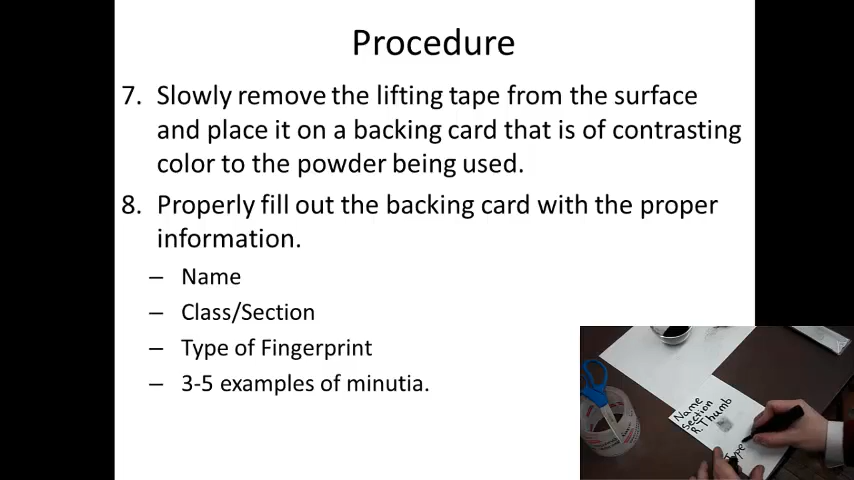 Procedure
7. Slowly remove the lifting tape from the surface
and place it on a backing card that is of contrasting
color to the powder being used.
8. Properly fill out the backing card with the proper
information.
– Name
– Class/Section
– Type of Fingerprint
– 3-5 examples of minutia.
Name
section
R. Thumb
Type